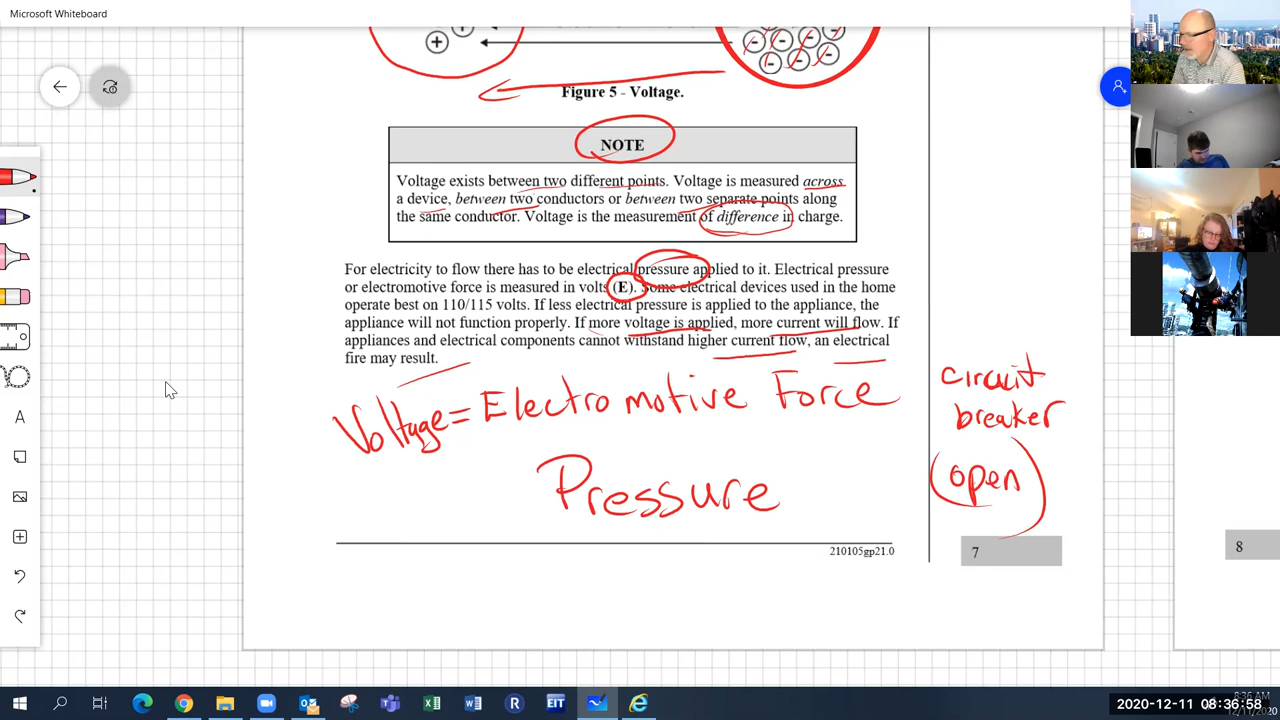 Microsoft Whiteboard
Figure 5 - Voltage.
NOTE
Voltage exists between two different points. Voltage is measured across
a device, between two conductors or between two separate points along
the same conductor. Voltage is the measurement of difference in charge.
For electricity to flow there has to be electrical pressure applied to it. Electrical pressure
or electromotive force is measured in volts (E). Some electrical devices used in the home
operate best on 110/115 volts. If less electrical pressure is applied to the appliance, the
appliance will not function properly. If more voltage is applied, more current will flow. If
appliances and electrical components cannot withstand higher current flow, an electrical
fire may result.
Voltage = Electro motive Force
Pressure
circuit
breaker
(open)
210105gp21.0
7
8
A
R
EIT
8:36 AM
2020-12-11 08:36:58